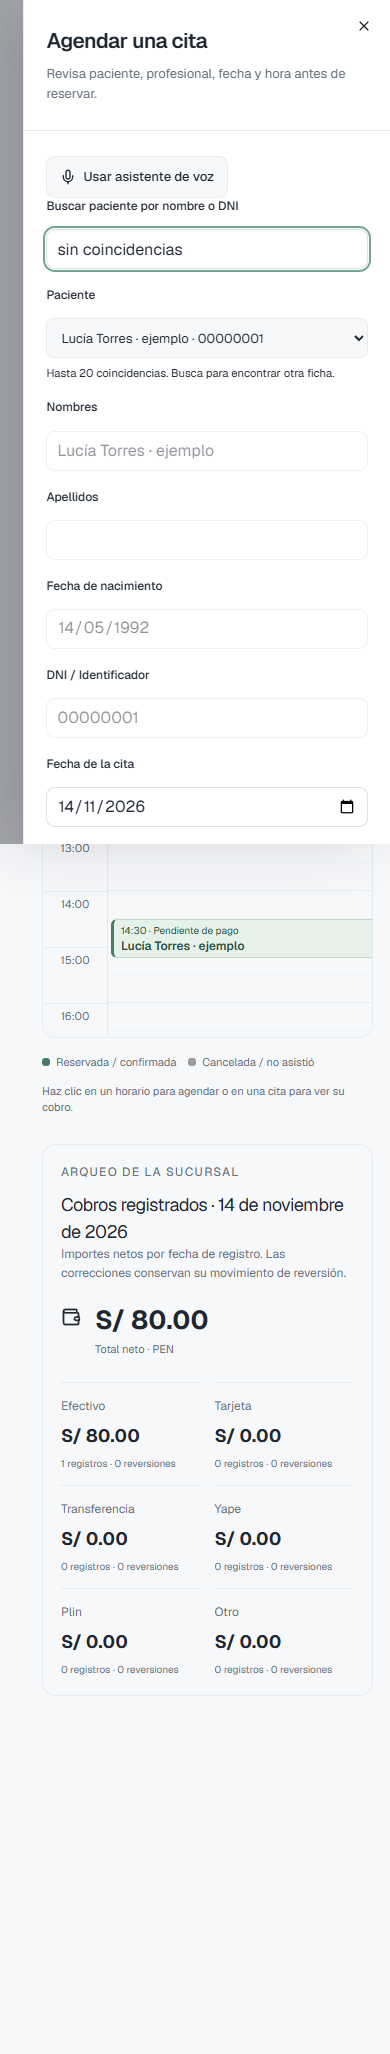 Agendar una cita
Revisa paciente, profesional, fecha y hora antes de
reservar.
Usar asistente de voz
Buscar paciente por nombre o DNI
sin coincidencias
Paciente
Lucía Torres · ejemplo · 00000001
Hasta 20 coincidencias. Busca para encontrar otra ficha.
Nombres
Lucía Torres · ejemplo
Apellidos
Fecha de nacimiento
14/05/1992
DNI / Identificador
00000001
Fecha de la cita
14/11/2026
13:00
14:00
14:30 · Pendiente de pago
Lucía Torres · ejemplo
15:00
16:00
Reservada / confirmada
Cancelada / no asistió
Haz clic en un horario para agendar o en una cita para ver su
cobro.
ARQUEO DE LA SUCURSAL
Cobros registrados · 14 de noviembre
de 2026
Importes netos por fecha de registro. Las
correcciones conservan su movimiento de reversión.
S/ 80.00
Total neto · PEN
Efectivo
S/ 80.00
1 registros · 0 reversiones
Tarjeta
S/ 0.00
0 registros · 0 reversiones
Transferencia
S/ 0.00
0 registros · 0 reversiones
Yape
S/ 0.00
0 registros · 0 reversiones
Plin
S/ 0.00
0 registros · 0 reversiones
Otro
S/ 0.00
0 registros · 0 reversiones